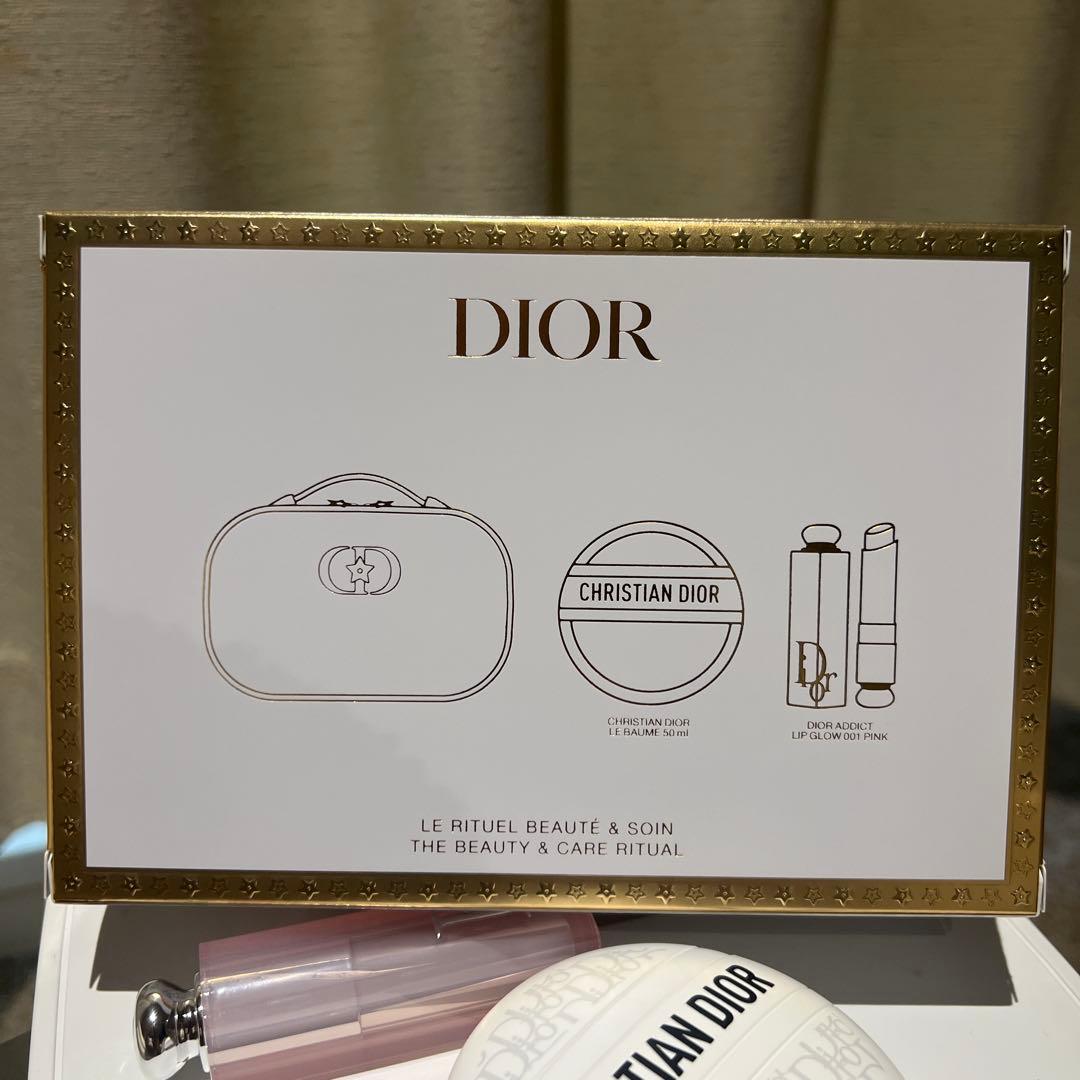 DIOR
CHRISTIAN DIOR
Dior
CHRISTIAN DIOR
LE BAUME 50 ml
DIOR ADDICT
LIP GLOW 001 PINK
LE RITUEL BEAUTÉ & SOIN
THE BEAUTY & CARE RITUAL
TIAN DIOR